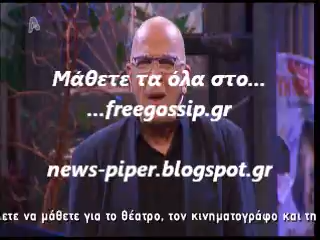 Μάθετε τα όλα στο...
...freegossip.gr
news-piper.blogspot.gr
λετε να μάθετε για το θέατρο, τον κινηματογράφο και τη